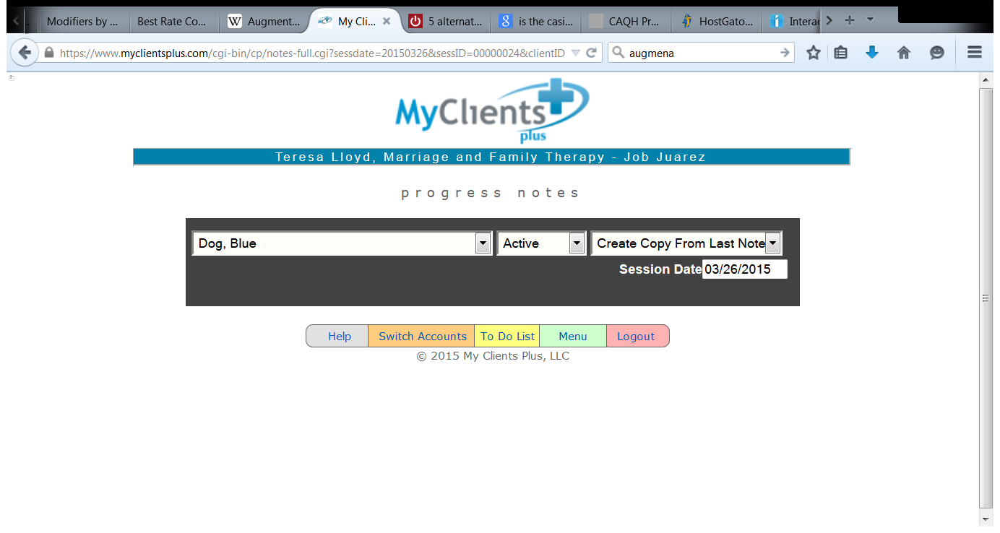 Modifiers by ... Best Rate Co... W Augment... My Cli... 5 alternat... g is the casi... CAQH Pr... HostGato... Interac
https://www.myclientsplus.com/cgi-bin/cp/notes-full.cgi?sessdate=20150326&sessID=00000024&clientID augmena
MyClients
plus
Teresa Lloyd, Marriage and Family Therapy - Job Juarez
progress notes
Dog, Blue Active Create Copy From Last Note
Session Date 03/26/2015
Help Switch Accounts To Do List Menu Logout
© 2015 My Clients Plus, LLC